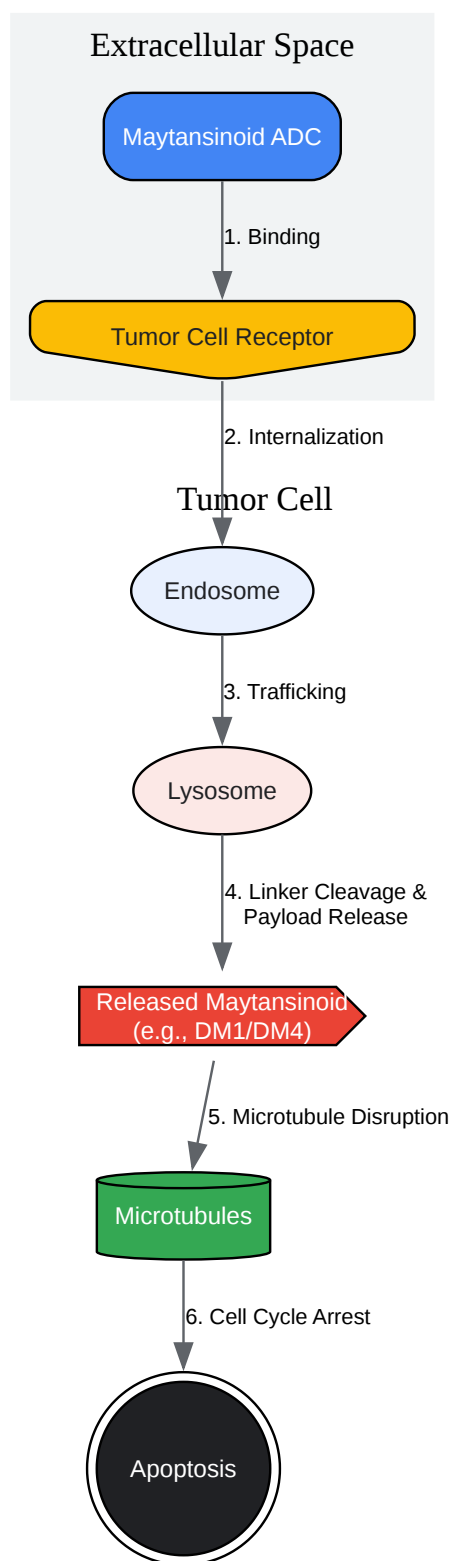 Extracellular Space
Maytansinoid ADC
1. Binding
Tumor Cell Receptor
2. Internalization
Tumor Cell
Endosome
3. Trafficking
Lysosome
4. Linker Cleavage &
Payload Release
Released Maytansinoid
(e.g., DM1/DM4)
5. Microtubule Disruption
Microtubules
6. Cell Cycle Arrest
Apoptosis